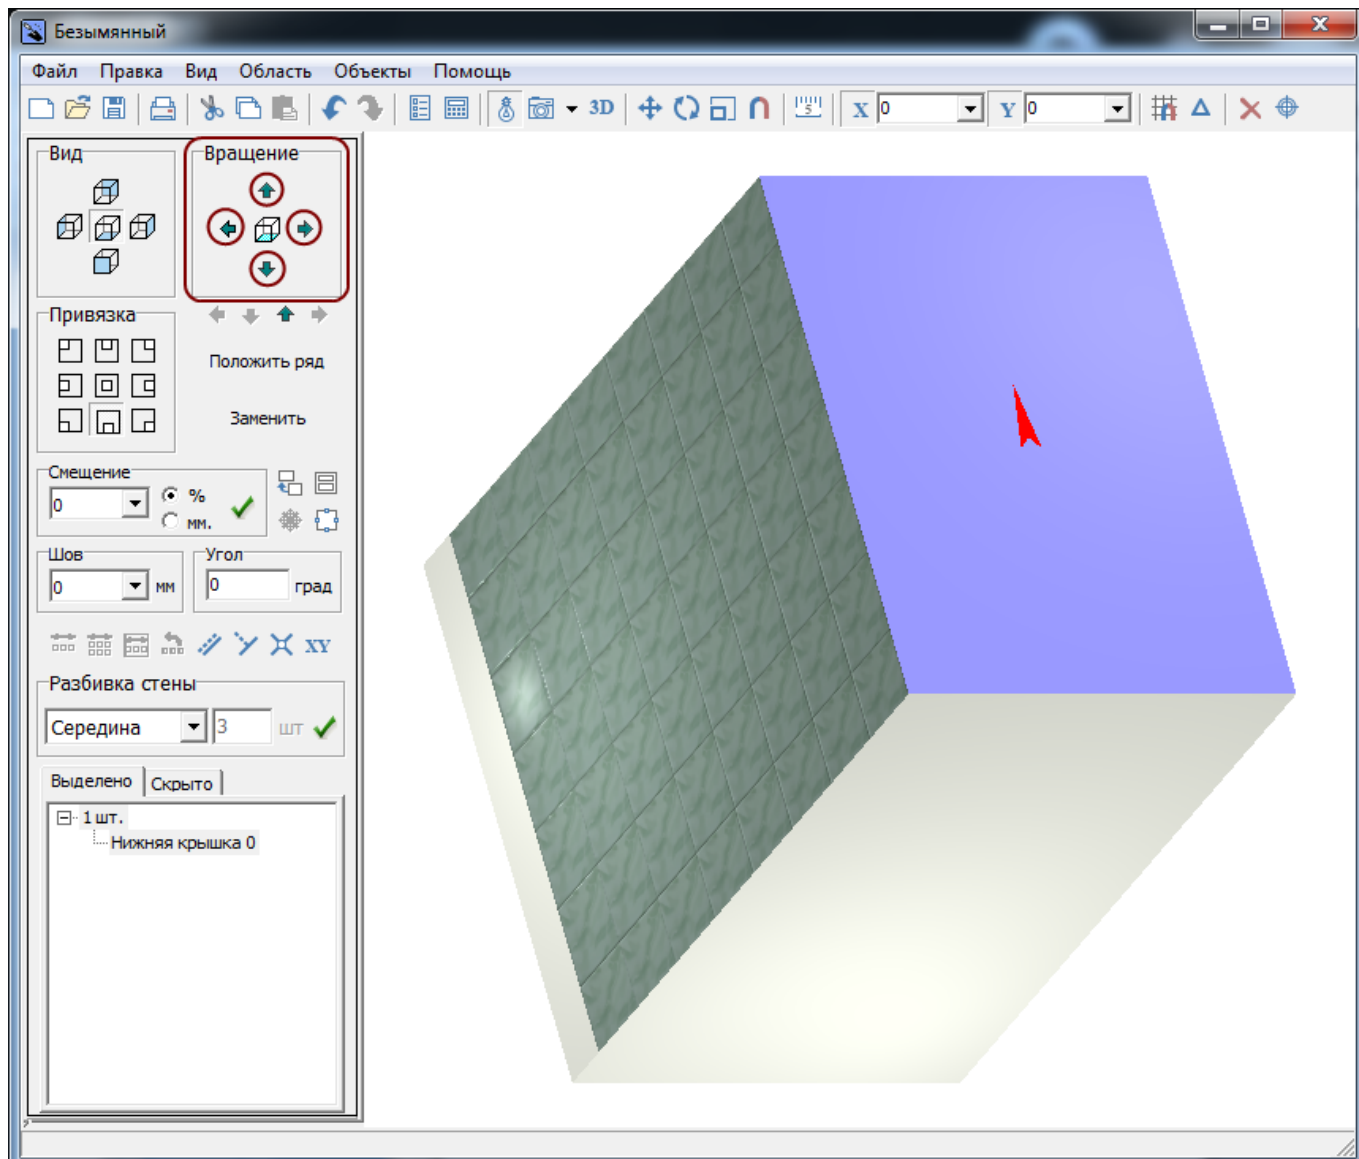 Безымянный
Файл Правка Вид Область Объекты Помощь
3D 5 X 0 Y 0
Вид Вращение
Привязка
Положить ряд
Заменить
Смещение
0 %
мм.
Шов Угол
0 мм 0 град
XY
Разбивка стены
Середина 3 шт
Выделено Скрыто
1 шт.
Нижняя крышка 0